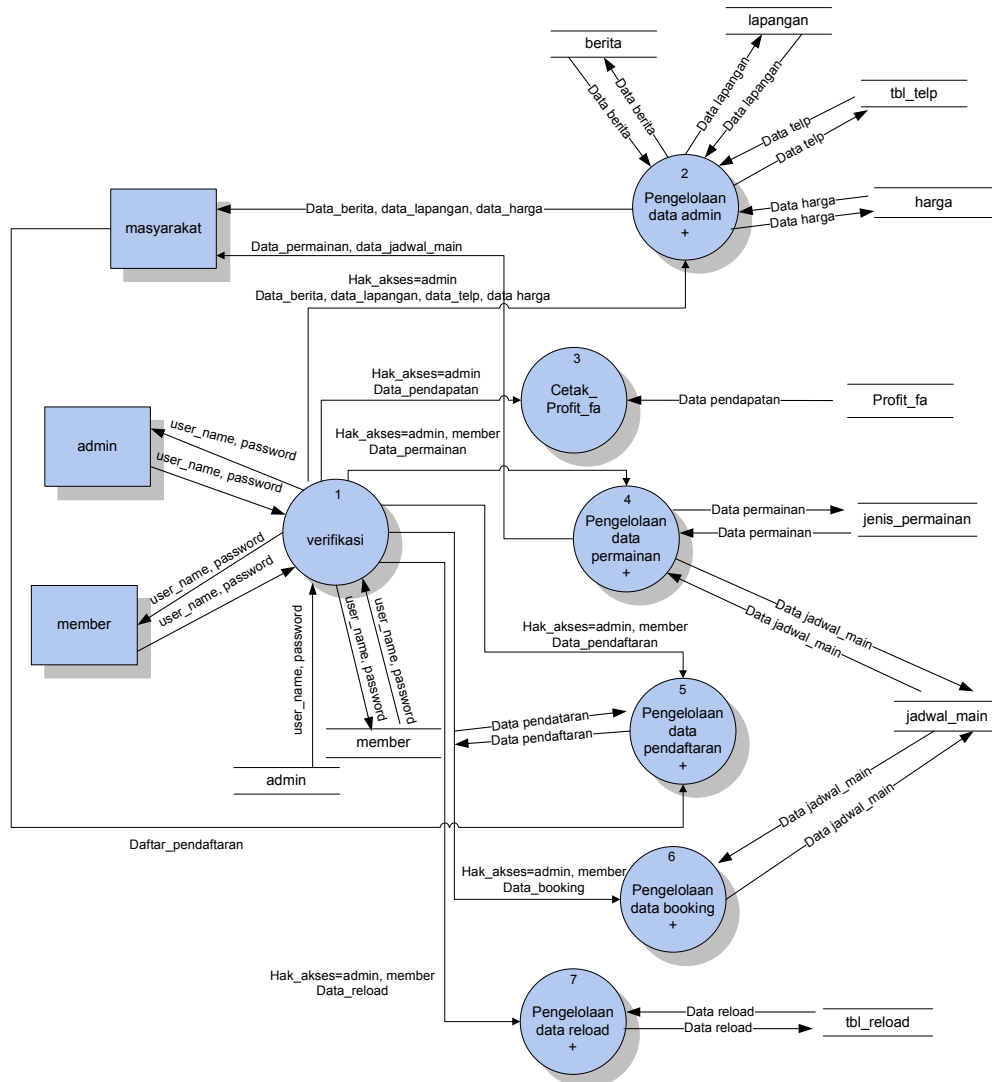 lapangan
berita
tbl_telp
Data berita
Data berita
Data lapangan
Data lapangan
Data telp
Data telp
2
Pengelolaan
data admin
+
Data harga
Data harga
harga
masyarakat
Data_berita, data_lapangan, data_harga
Data_permainan, data_jadwal_main
Hak_akses=admin
Data_berita, data_lapangan, data_telp, data harga
3
Cetak_
Profit_fa
Hak_akses=admin
Data_pendapatan
Data pendapatan
Profit_fa
admin
user_name, password
user_name, password
Hak_akses=admin, member
Data_permainan
1
verifikasi
4
Pengelolaan
data
permainan
+
Data permainan
Data permainan
jenis_permainan
member
user_name, password
user_name, password
user_name, password
user_name, password
user_name, password
Data jadwal_main
Data jadwal_main
Hak_akses=admin, member
Data_pendaftaran
5
Pengelolaan
data
pendaftaran
+
Data pendataran
Data pendaftaran
member
admin
jadwal_main
Data jadwal_main
Data jadwal_main
Daftar_pendaftaran
6
Pengelolaan
data booking
+
Hak_akses=admin, member
Data_booking
Hak_akses=admin, member
Data_reload
7
Pengelolaan
data reload
+
Data reload
Data reload
tbl_reload